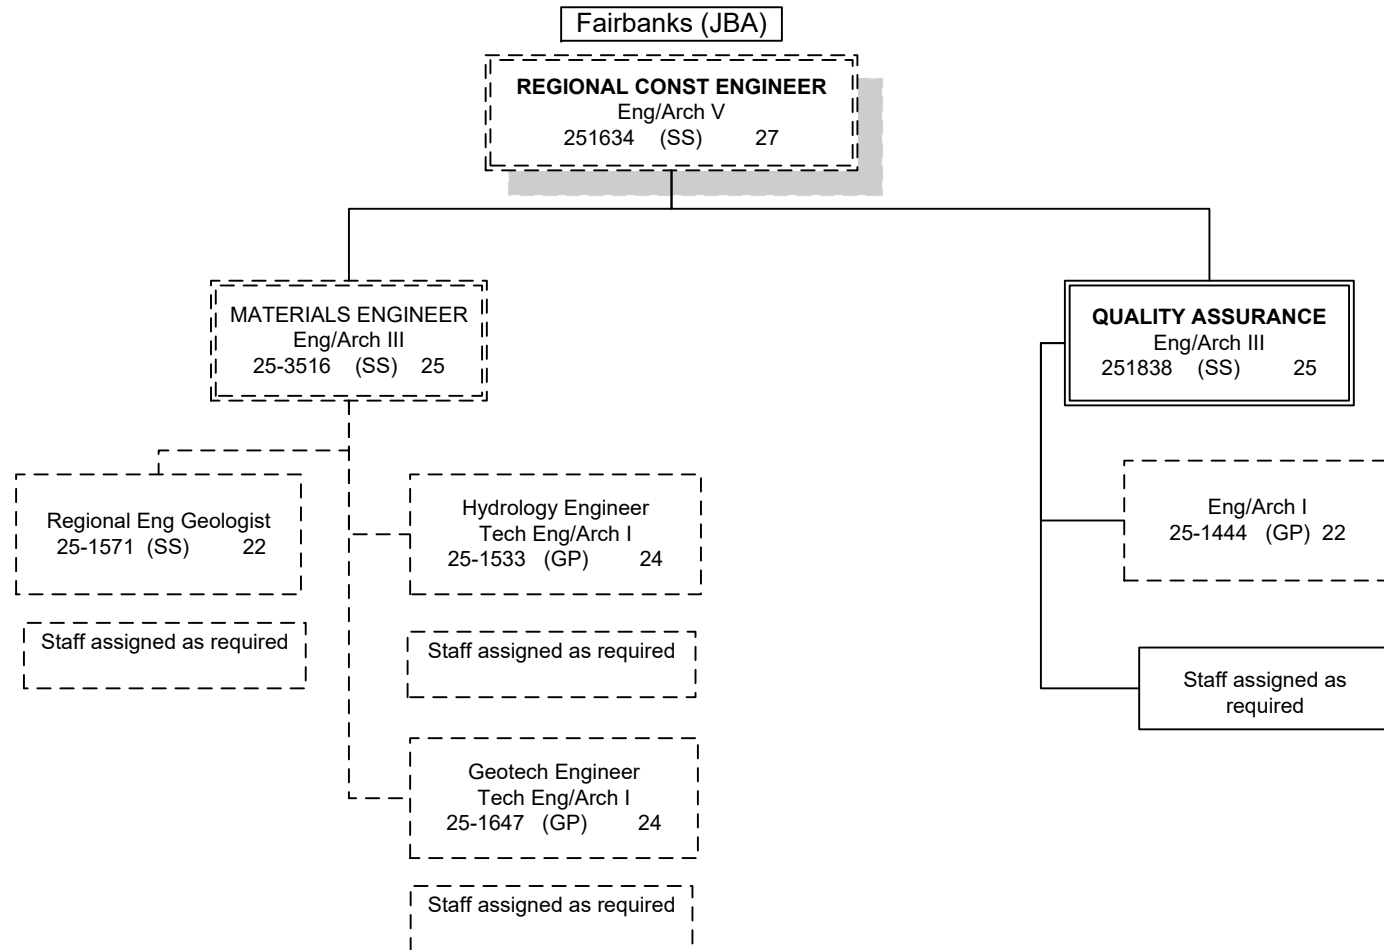 Fairbanks (JBA)
REGIONAL CONST ENGINEER
Eng/Arch V
251634 (SS) 27
MATERIALS ENGINEER
Eng/Arch III
25-3516 (SS) 25
QUALITY ASSURANCE
Eng/Arch III
251838 (SS) 25
Regional Eng Geologist
25-1571 (SS) 22
Staff assigned as required
Hydrology Engineer
Tech Eng/Arch I
25-1533 (GP) 24
Staff assigned as required
Geotech Engineer
Tech Eng/Arch I
25-1647 (GP) 24
Staff assigned as required
Eng/Arch I
25-1444 (GP) 22
Staff assigned as
required